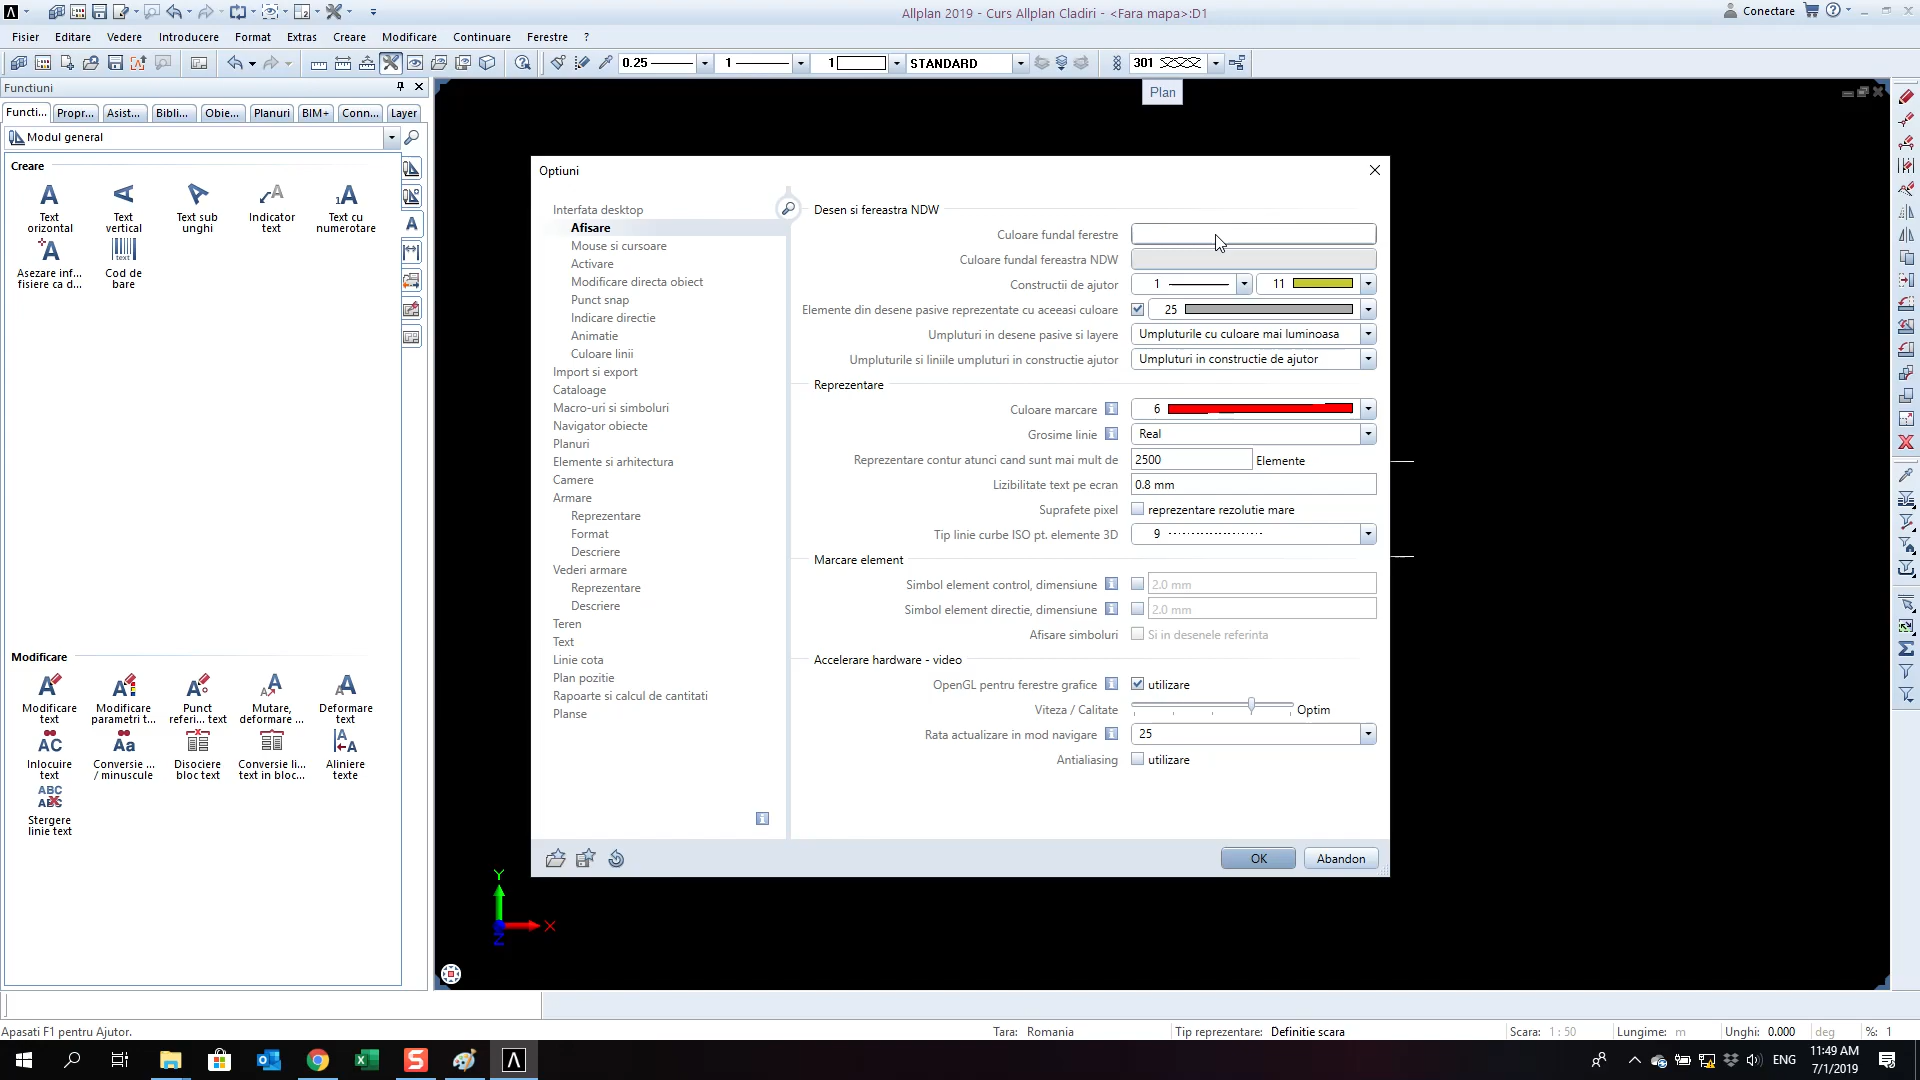 Allplan 2019 - Curs Allplan Cladiri - <Fara mapa>:D1
Conectare
Fisier
Editare
Vedere
Introducere
Format
Extras
Creare
Modificare
Continuare
Ferestre
?
0.25
1
1
STANDARD
301
Functiuni
Plan
Functi...
Propr...
Asist...
Bibli...
Obie...
Planuri
BIM+
Conn...
Layer
Modul general
Creare
Text orizontal
Text vertical
Text sub unghi
Indicator text
Text cu numerotare
Asezare inf... fisiere ca d...
Cod de bare
Modificare
Modificare text
Modificare parametri t...
Punct referi... text
Mutare, deformare ...
Deformare text
Inlocuire text
Conversie ... / minuscule
Disociere bloc text
Conversie li... text in bloc...
Aliniere texte
Stergere linie text
Optiuni
Interfata desktop
Afisare
Mouse si cursoare
Activare
Modificare directa obiect
Punct snap
Indicare directie
Animatie
Culoare linii
Import si export
Cataloage
Macro-uri si simboluri
Navigator obiecte
Planuri
Elemente si arhitectura
Camere
Armare
Reprezentare
Format
Descriere
Vederi armare
Reprezentare
Descriere
Teren
Text
Linie cota
Plan pozitie
Rapoarte si calcul de cantitati
Planse
Desen si fereastra NDW
Culoare fundal ferestre
Culoare fundal fereastra NDW
Constructii de ajutor 1 11
Elemente din desene pasive reprezentate cu aceeasi culoare 25
Umpluturi in desene pasive si layere Umpluturile cu culoare mai luminoasa
Umpluturile si liniile umpluturi in constructie ajutor Umpluturi in constructie de ajutor
Reprezentare
Culoare marcare 6
Grosime linie Real
Reprezentare contur atunci cand sunt mai mult de 2500 Elemente
Lizibilitate text pe ecran 0.8 mm
Suprafete pixel reprezentare rezolutie mare
Tip linie curbe ISO pt. elemente 3D 9
Marcare element
Simbol element control, dimensiune 2.0 mm
Simbol element directie, dimensiune 2.0 mm
Afisare simboluri Si in desenele referinta
Accelerare hardware - video
OpenGL pentru ferestre grafice utilizare
Viteza / Calitate Optim
Rata actualizare in mod navigare 25
Antialiasing utilizare
OK
Abandon
Y
X
Z
Apasati F1 pentru Ajutor.
Tara: Romania
Tip reprezentare: Definitie scara
Scara: 1 : 50
Lungime: m
Unghi: 0.000 deg
%: 1
ENG
11:49 AM
7/1/2019